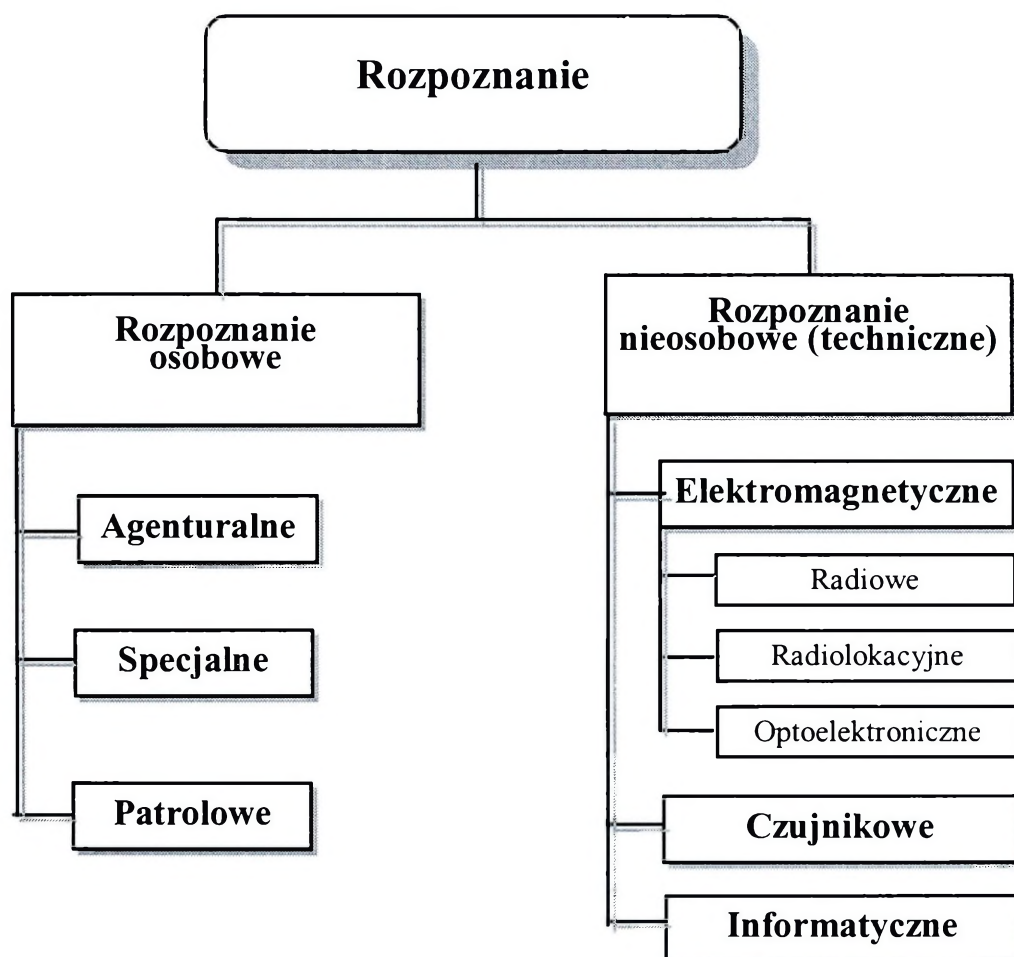 Rozpoznanie
Rozpoznanie
osobowe
Agenturalne
Specjalne
Patrolowe
Rozpoznanie
nieosobowe (techniczne)
Elektromagnetyczne
Radiowe
Radiolokacyjne
Optoelektroniczne
Czujnikowe
Informatyczne